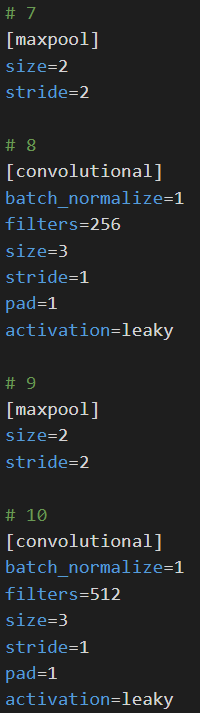 # 7
[maxpool]
size=2
stride=2
# 8
[convolutional]
batch_normalize=1
filters=256
size=3
stride=1
pad=1
activation=leaky
# 9
[maxpool]
size=2
stride=2
# 10
[convolutional]
batch_normalize=1
filters=512
size=3
stride=1
pad=1
activation=leaky